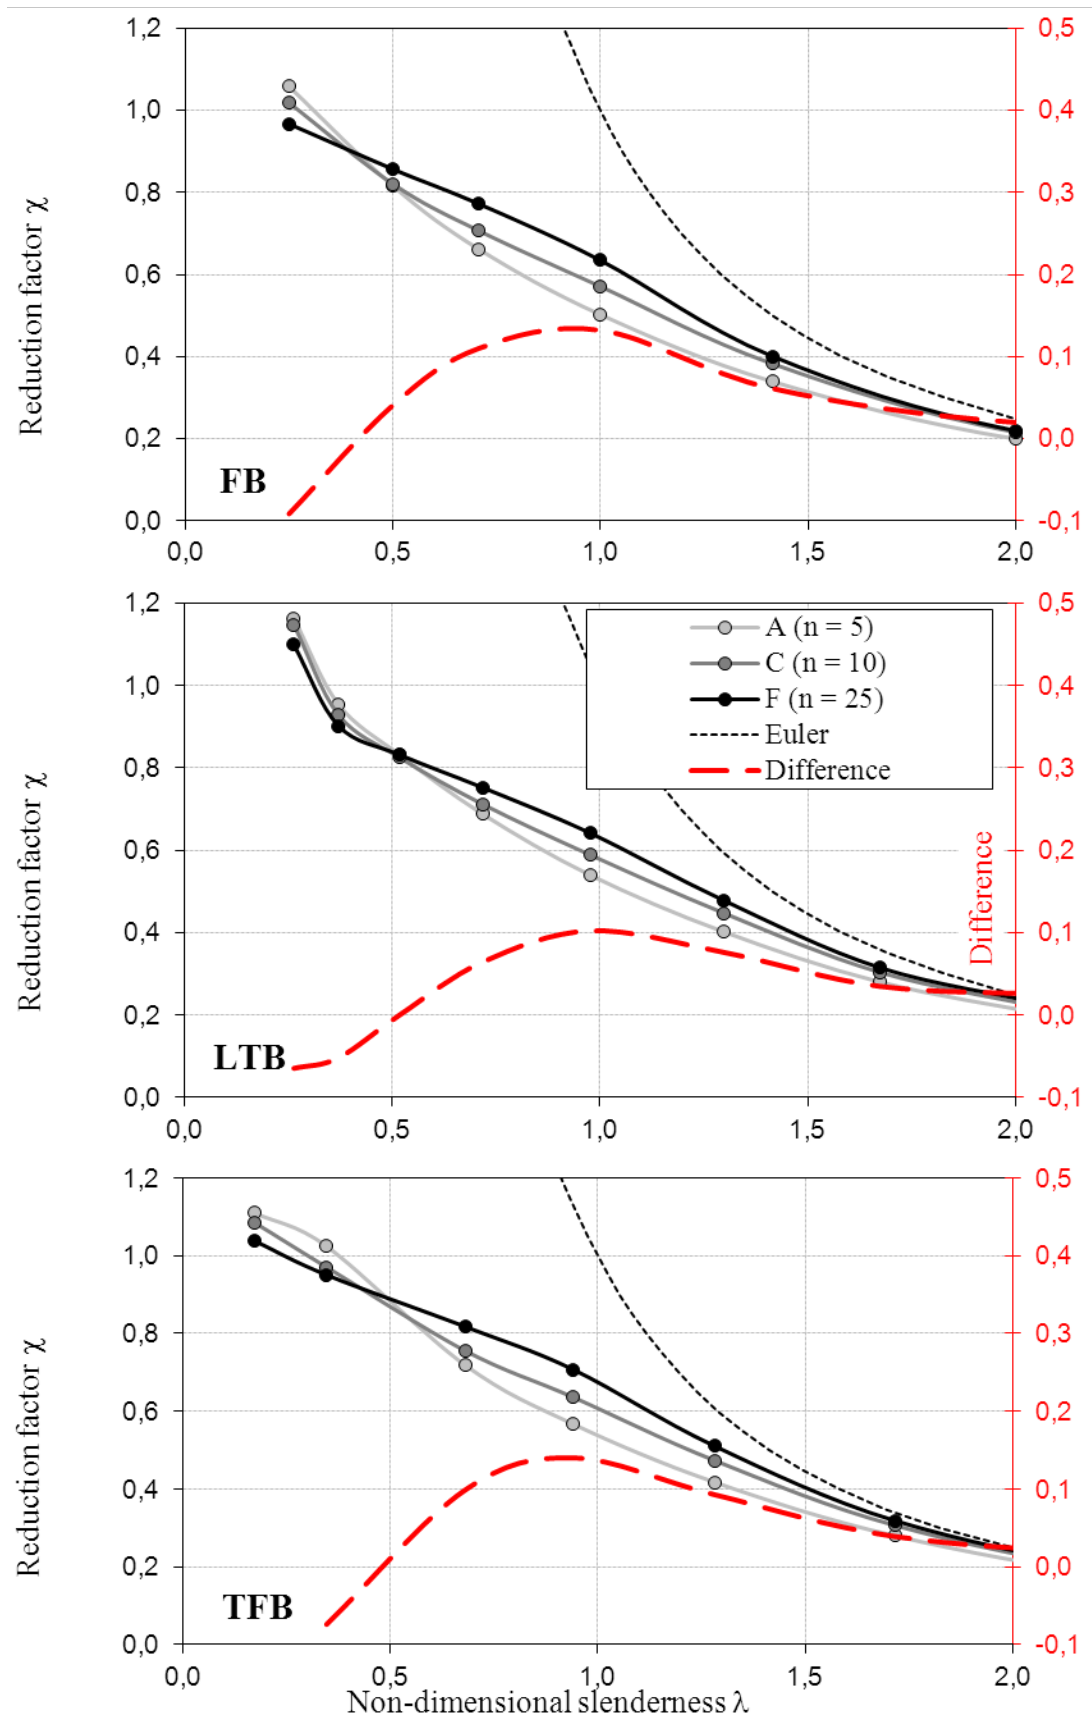 1,2
1,0
0,8
0,6
0,4
0,2
0,0
Reduction factor χ
0,5
0,4
0,3
0,2
0,1
0,0
-0,1
FB
0,0 0,5 1,0 1,5 2,0
1,2
1,0
0,8
0,6
0,4
0,2
0,0
Reduction factor χ
A (n = 5)
C (n = 10)
F (n = 25)
Euler
Difference
0,5
0,4
0,3
0,2
0,1
0,0
-0,1
Difference
LTB
0,0 0,5 1,0 1,5 2,0
1,2
1,0
0,8
0,6
0,4
0,2
0,0
Reduction factor χ
0,5
0,4
0,3
0,2
0,1
0,0
-0,1
TFB
0,0 0,5 1,0 1,5 2,0
Non-dimensional slenderness λ